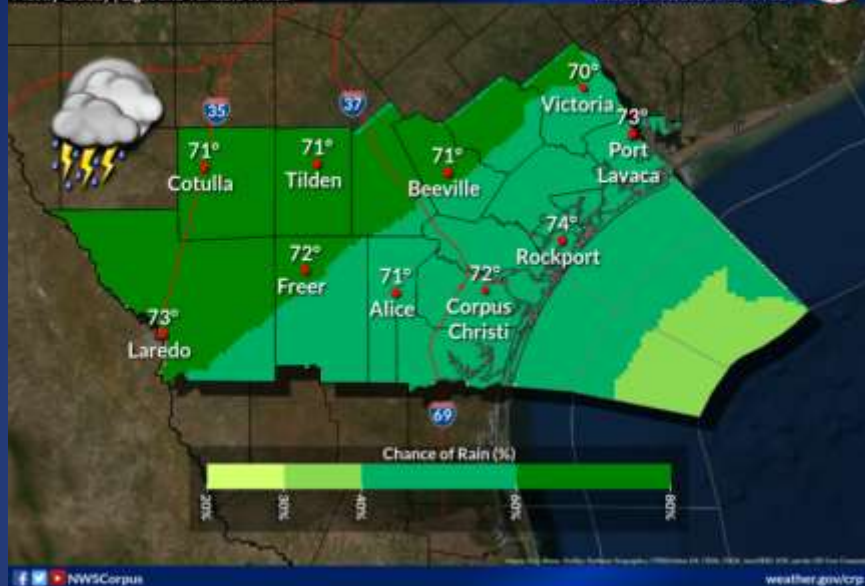 70°
Victoria
35
37
73°
Port
Lavaca
71°
Cotulla
71°
Tilden
71°
Beeville
74°
Rockport
72°
Freer
71°
Alice
72°
Corpus
Christi
73°
Laredo
69
Chance of Rain (%)
20%
30%
40%
60%
80%
NWSCorpus
weather.gov/crp